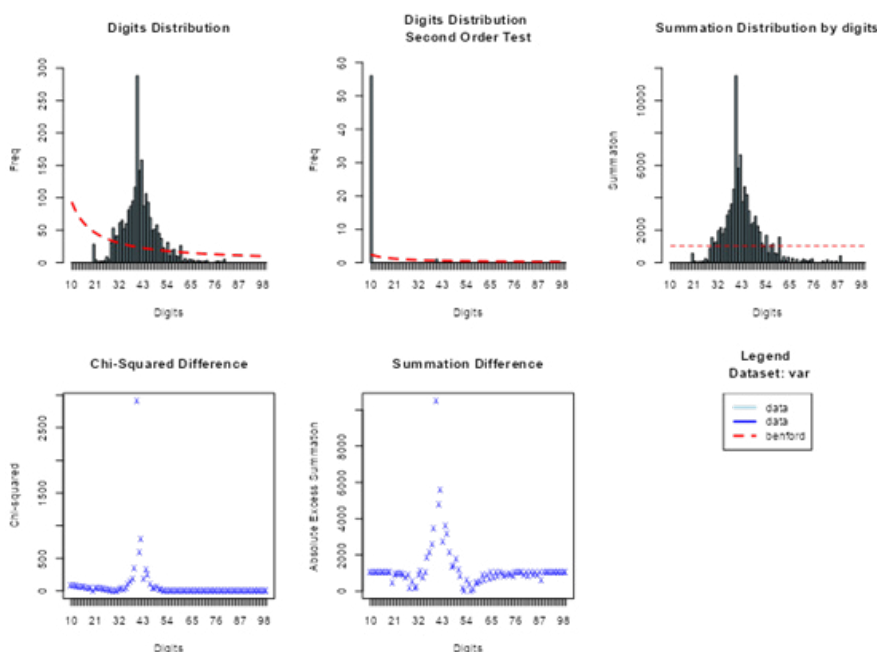 Digits Distribution
Freq
300
250
200
150
100
50
0
10 21 32 43 54 65 76 87 98
Digits
Digits Distribution
Second Order Test
Freq
60
50
40
30
20
10
0
10 21 32 43 54 65 76 87 98
Digits
Summation Distribution by digits
Summation
10000
6000
2000
0
10 21 32 43 54 65 76 87 98
Digits
Chi-Squared Difference
Chi-squared
2500
1500
500
0
10 21 32 43 54 65 76 87 98
Digits
Summation Difference
Absolute Excess Summation
8000
6000
4000
2000
0
10 21 32 43 54 65 76 87 98
Digits
Legend
Dataset: var
data
data
benford